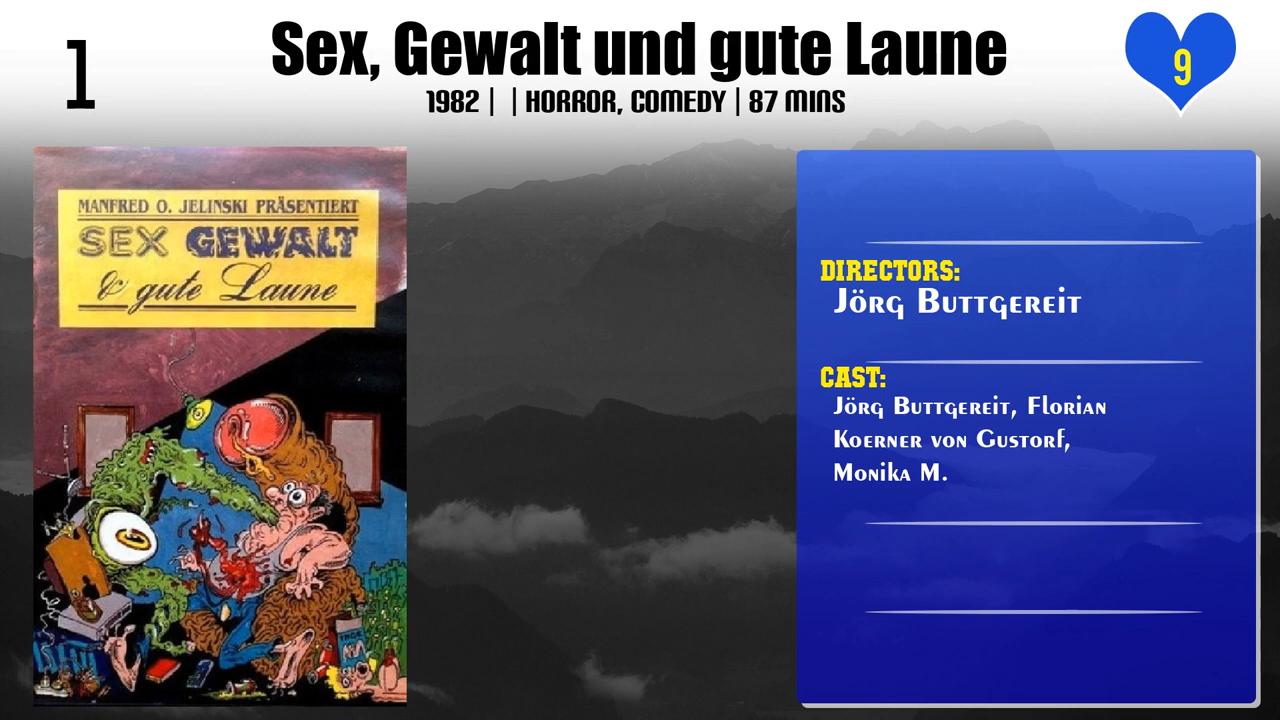 1
Sex, Gewalt und gute Laune
9
1982 | | HORROR, COMEDY | 87 MINS
MANFRED O. JELINSKI PRÄSENTIERT
SEX GEWALT
& gute Laune
DIRECTORS:
Jörg Buttgereit
CAST:
Jörg Buttgereit, Florian
Koerner von Gustorf,
Monika M.